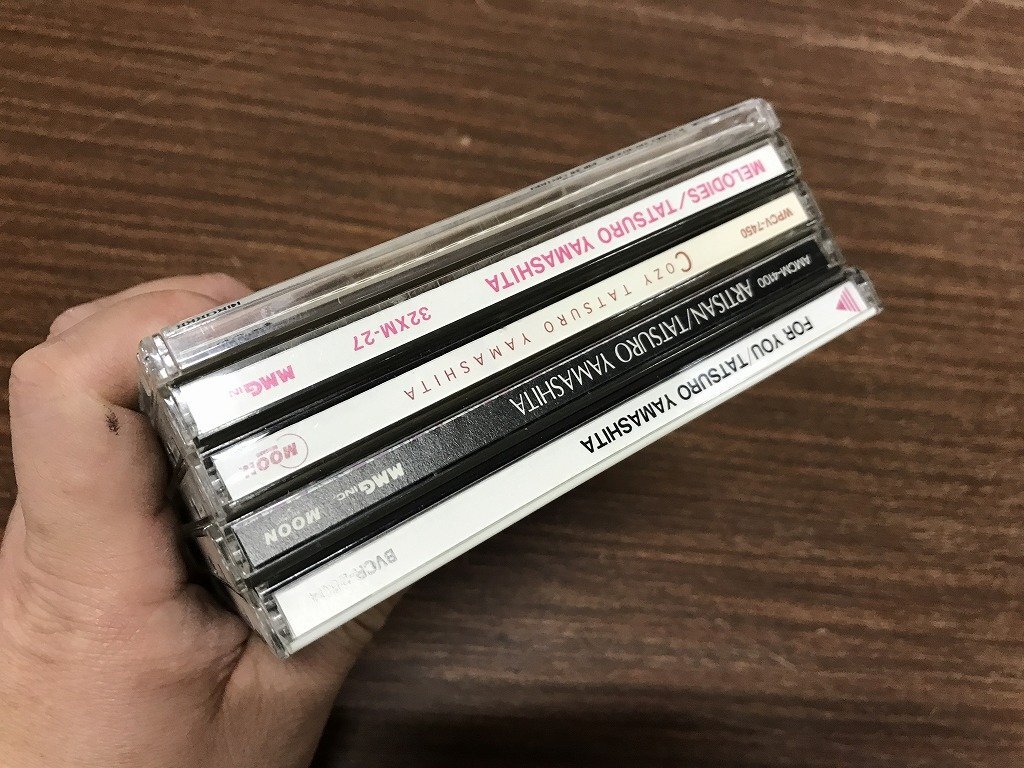 MELODIES/TATSURO YAMASHITA 32XM-27 MMG INC
WPCV-7450 COZY TATSURO YAMASHITA MOON
AMCM-4100 ARTISAN/TATSURO YAMASHITA MMG INC. MOON
FOR YOU/TATSURO YAMASHITA